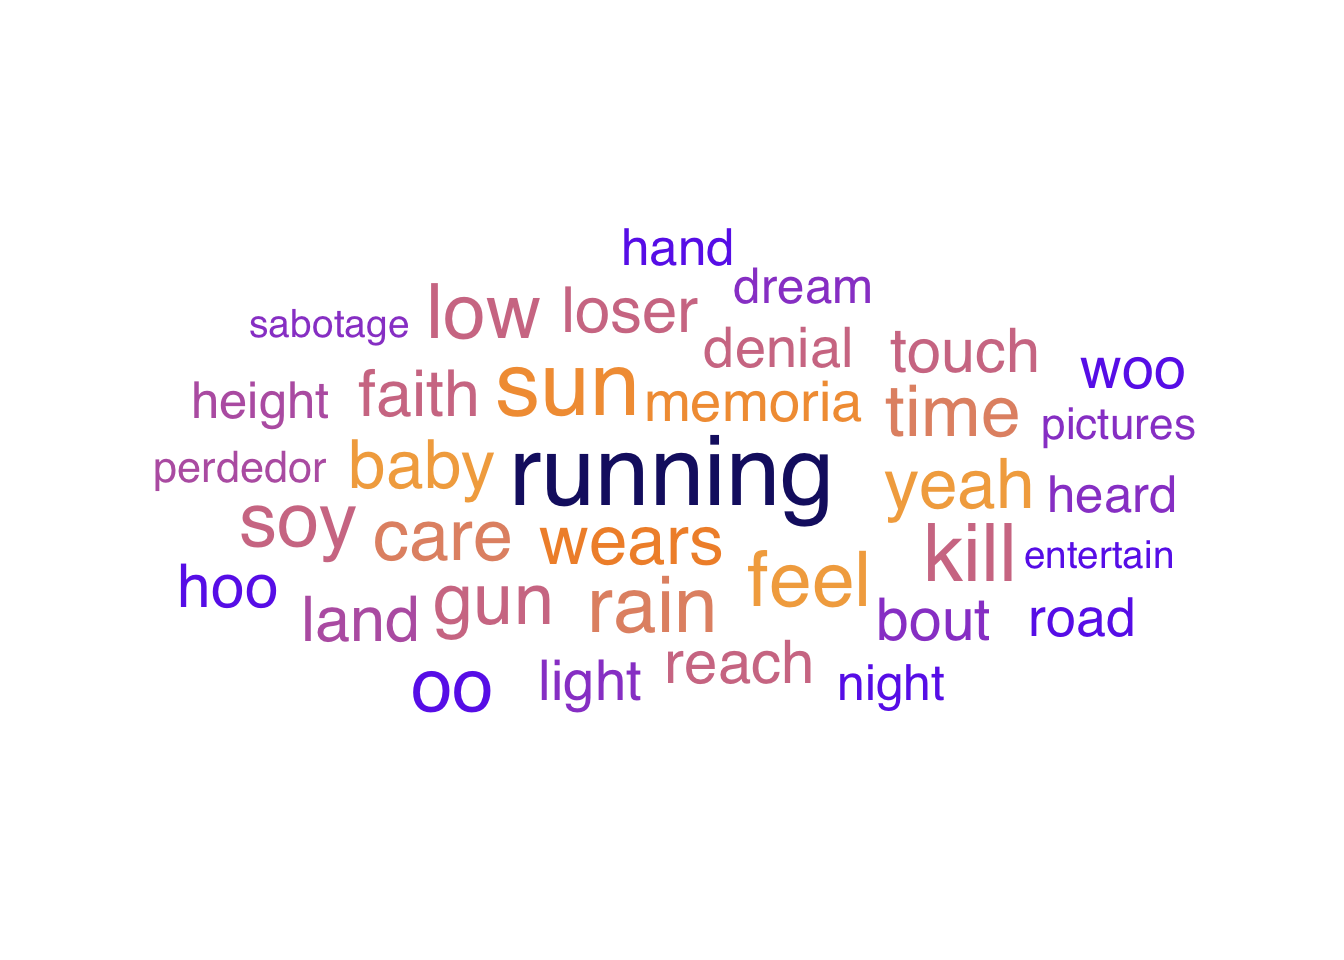 hand
dream
low loser
sabotage
denial touch
woo
height faith sun memoria time pictures
perdedor baby running yeah heard
soy care wears kill entertain
hoo land gun rain feel bout road
oo light reach night